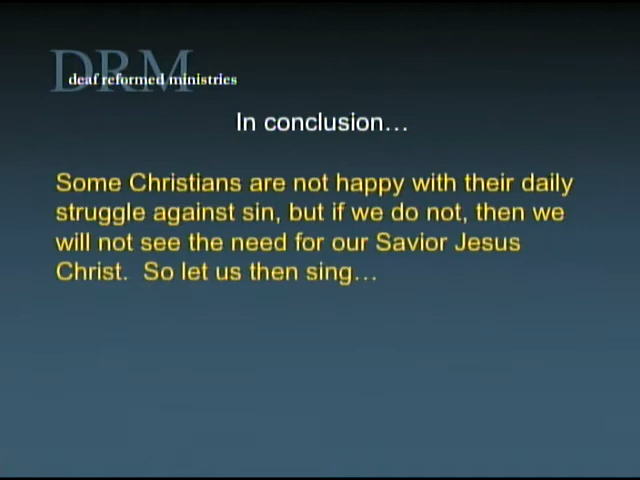 DRM
deaf reformed ministries
In conclusion…
Some Christians are not happy with their daily
struggle against sin, but if we do not, then we
will not see the need for our Savior Jesus
Christ.  So let us then sing…